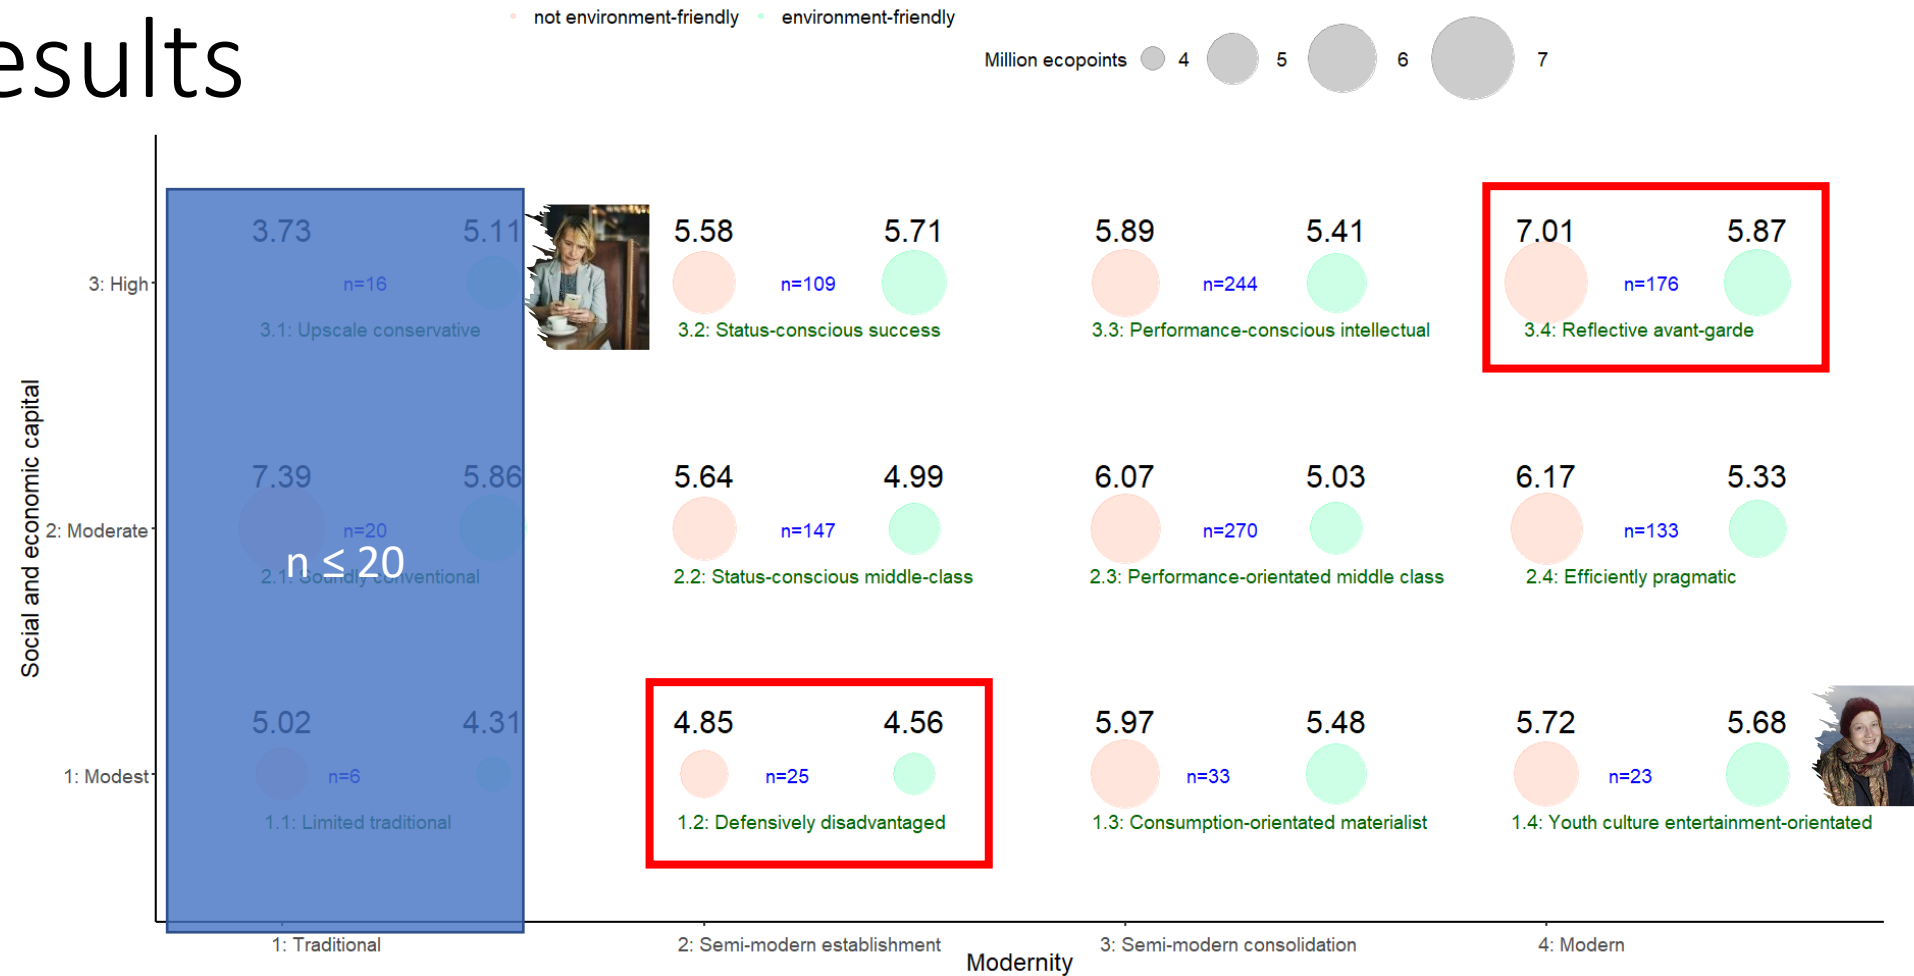 not environment-friendly environment-friendly
esults
Million ecopoints 4 5 6 7
Social and economic capital
3: High
3.73 5.11
n=16
3.1: Upscale conservative
5.58 5.71
n=109
3.2: Status-conscious success
5.89 5.41
n=244
3.3: Performance-conscious intellectual
7.01 5.87
n=176
3.4: Reflective avant-garde
2: Moderate
7.39 5.86
n=20
n ≤ 20
2.1: Soundly conventional
5.64 4.99
n=147
2.2: Status-conscious middle-class
6.07 5.03
n=270
2.3: Performance-orientated middle class
6.17 5.33
n=133
2.4: Efficiently pragmatic
1: Modest
5.02 4.31
n=6
1.1: Limited traditional
4.85 4.56
n=25
1.2: Defensively disadvantaged
5.97 5.48
n=33
1.3: Consumption-orientated materialist
5.72 5.68
n=23
1.4: Youth culture entertainment-orientated
1: Traditional 2: Semi-modern establishment 3: Semi-modern consolidation 4: Modern
Modernity